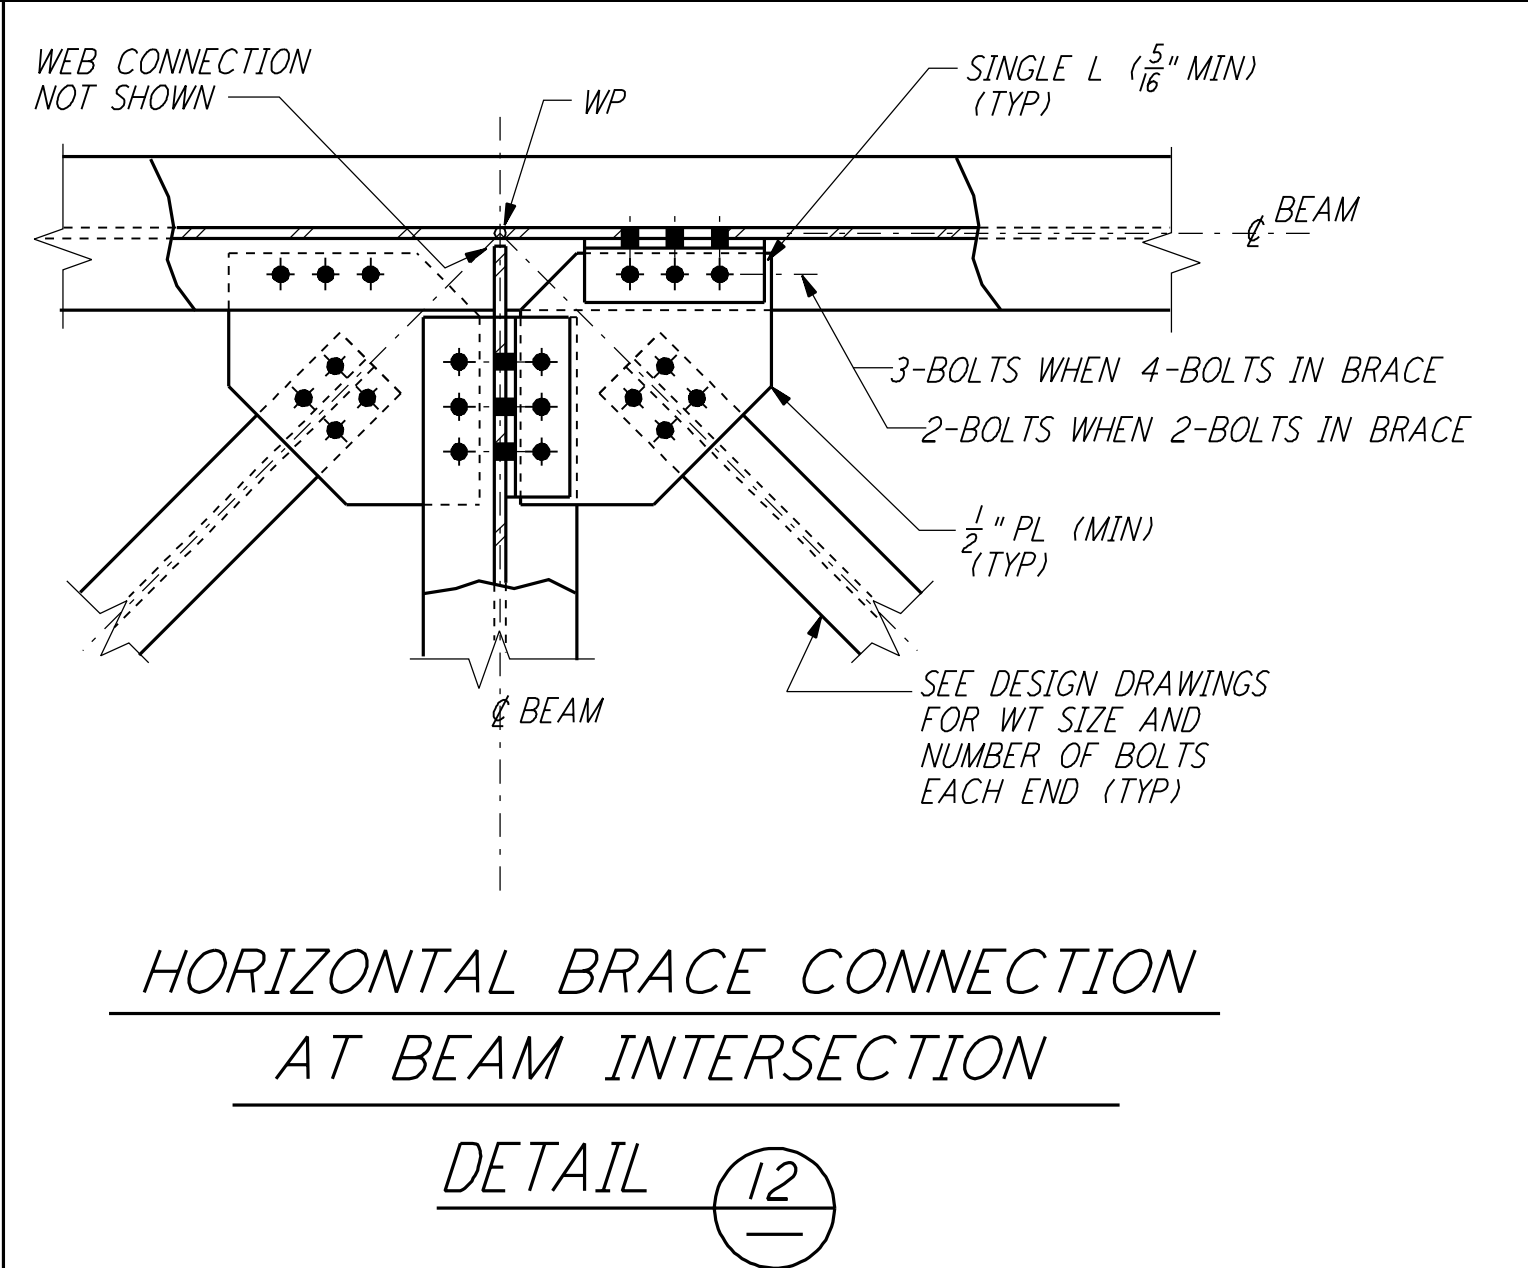 WEB CONNECTION
NOT SHOWN
WP
SINGLE L (5/16" MIN)
(TYP)
℄ BEAM
3-BOLTS WHEN 4-BOLTS IN BRACE
2-BOLTS WHEN 2-BOLTS IN BRACE
1/2" PL (MIN)
(TYP)
SEE DESIGN DRAWINGS
FOR WT SIZE AND
NUMBER OF BOLTS
EACH END (TYP)
℄ BEAM
HORIZONTAL BRACE CONNECTION
AT BEAM INTERSECTION
DETAIL 12
—